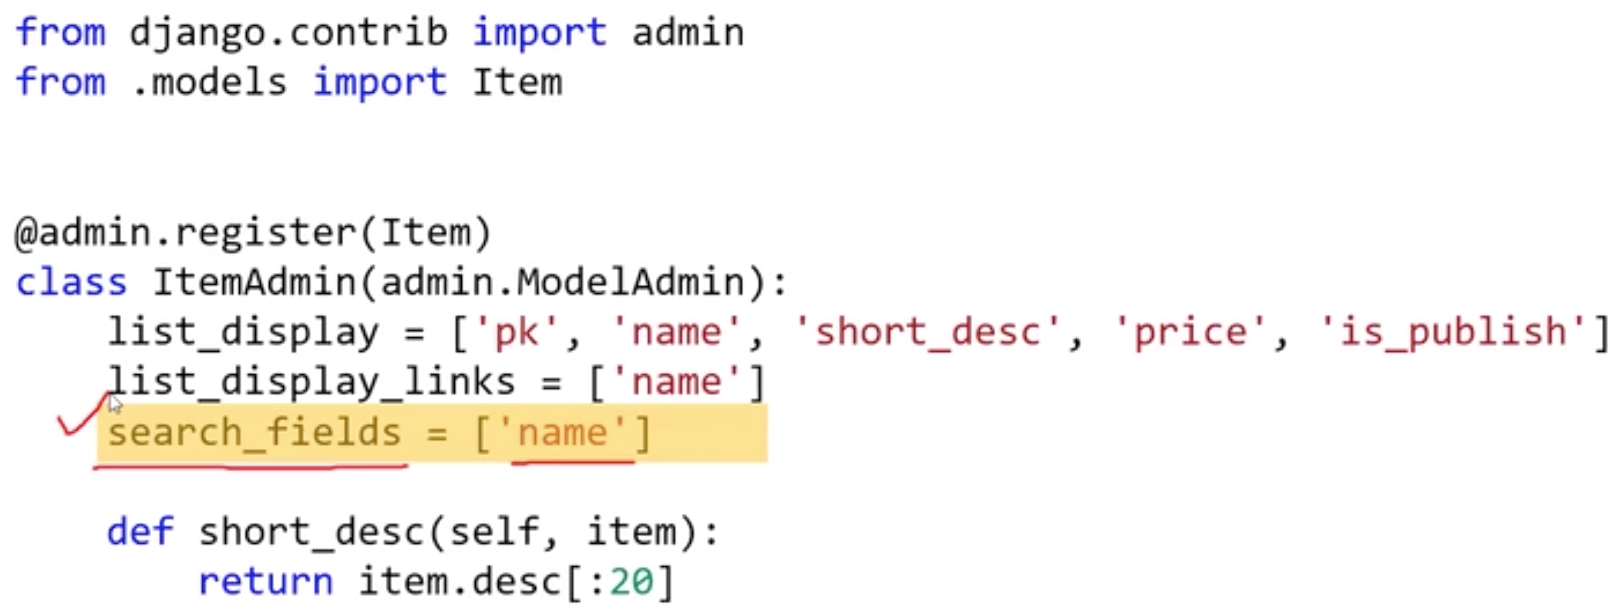 from django.contrib import admin
from .models import Item
@admin.register(Item)
class ItemAdmin(admin.ModelAdmin):
    list_display = ['pk', 'name', 'short_desc', 'price', 'is_publish']
    list_display_links = ['name']
    search_fields = ['name']
    def short_desc(self, item):
        return item.desc[:20]